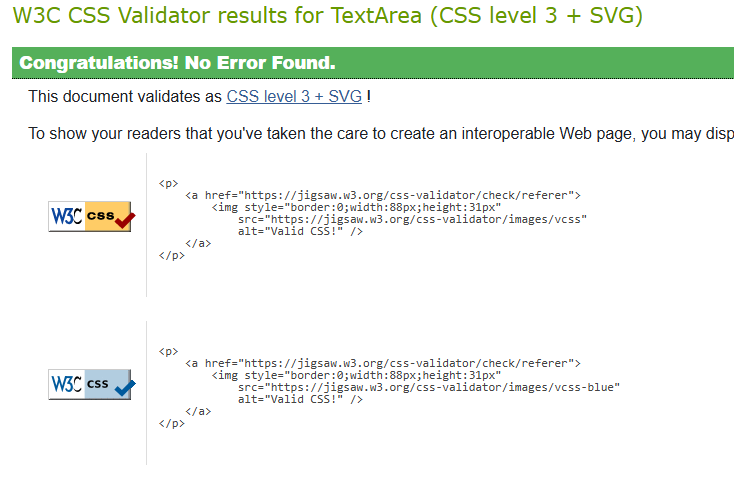 W3C CSS Validator results for TextArea (CSS level 3 + SVG)
Congratulations! No Error Found.
This document validates as CSS level 3 + SVG !
To show your readers that you've taken the care to create an interoperable Web page, you may disp
<p>
<a href="https://jigsaw.w3.org/css-validator/check/referer">
W3C css
<img style="border:0;width:88px;height:31px"
src="https://jigsaw.w3.org/css-validator/images/vcss"
alt="Valid CSS!" />
</a>
</p>
<p>
<a href="https://jigsaw.w3.org/css-validator/check/referer">
W3C css
<img style="border:0;width:88px;height:31px"
src="https://jigsaw.w3.org/css-validator/images/vcss-blue"
alt="Valid CSS!" />
</a>
</p>